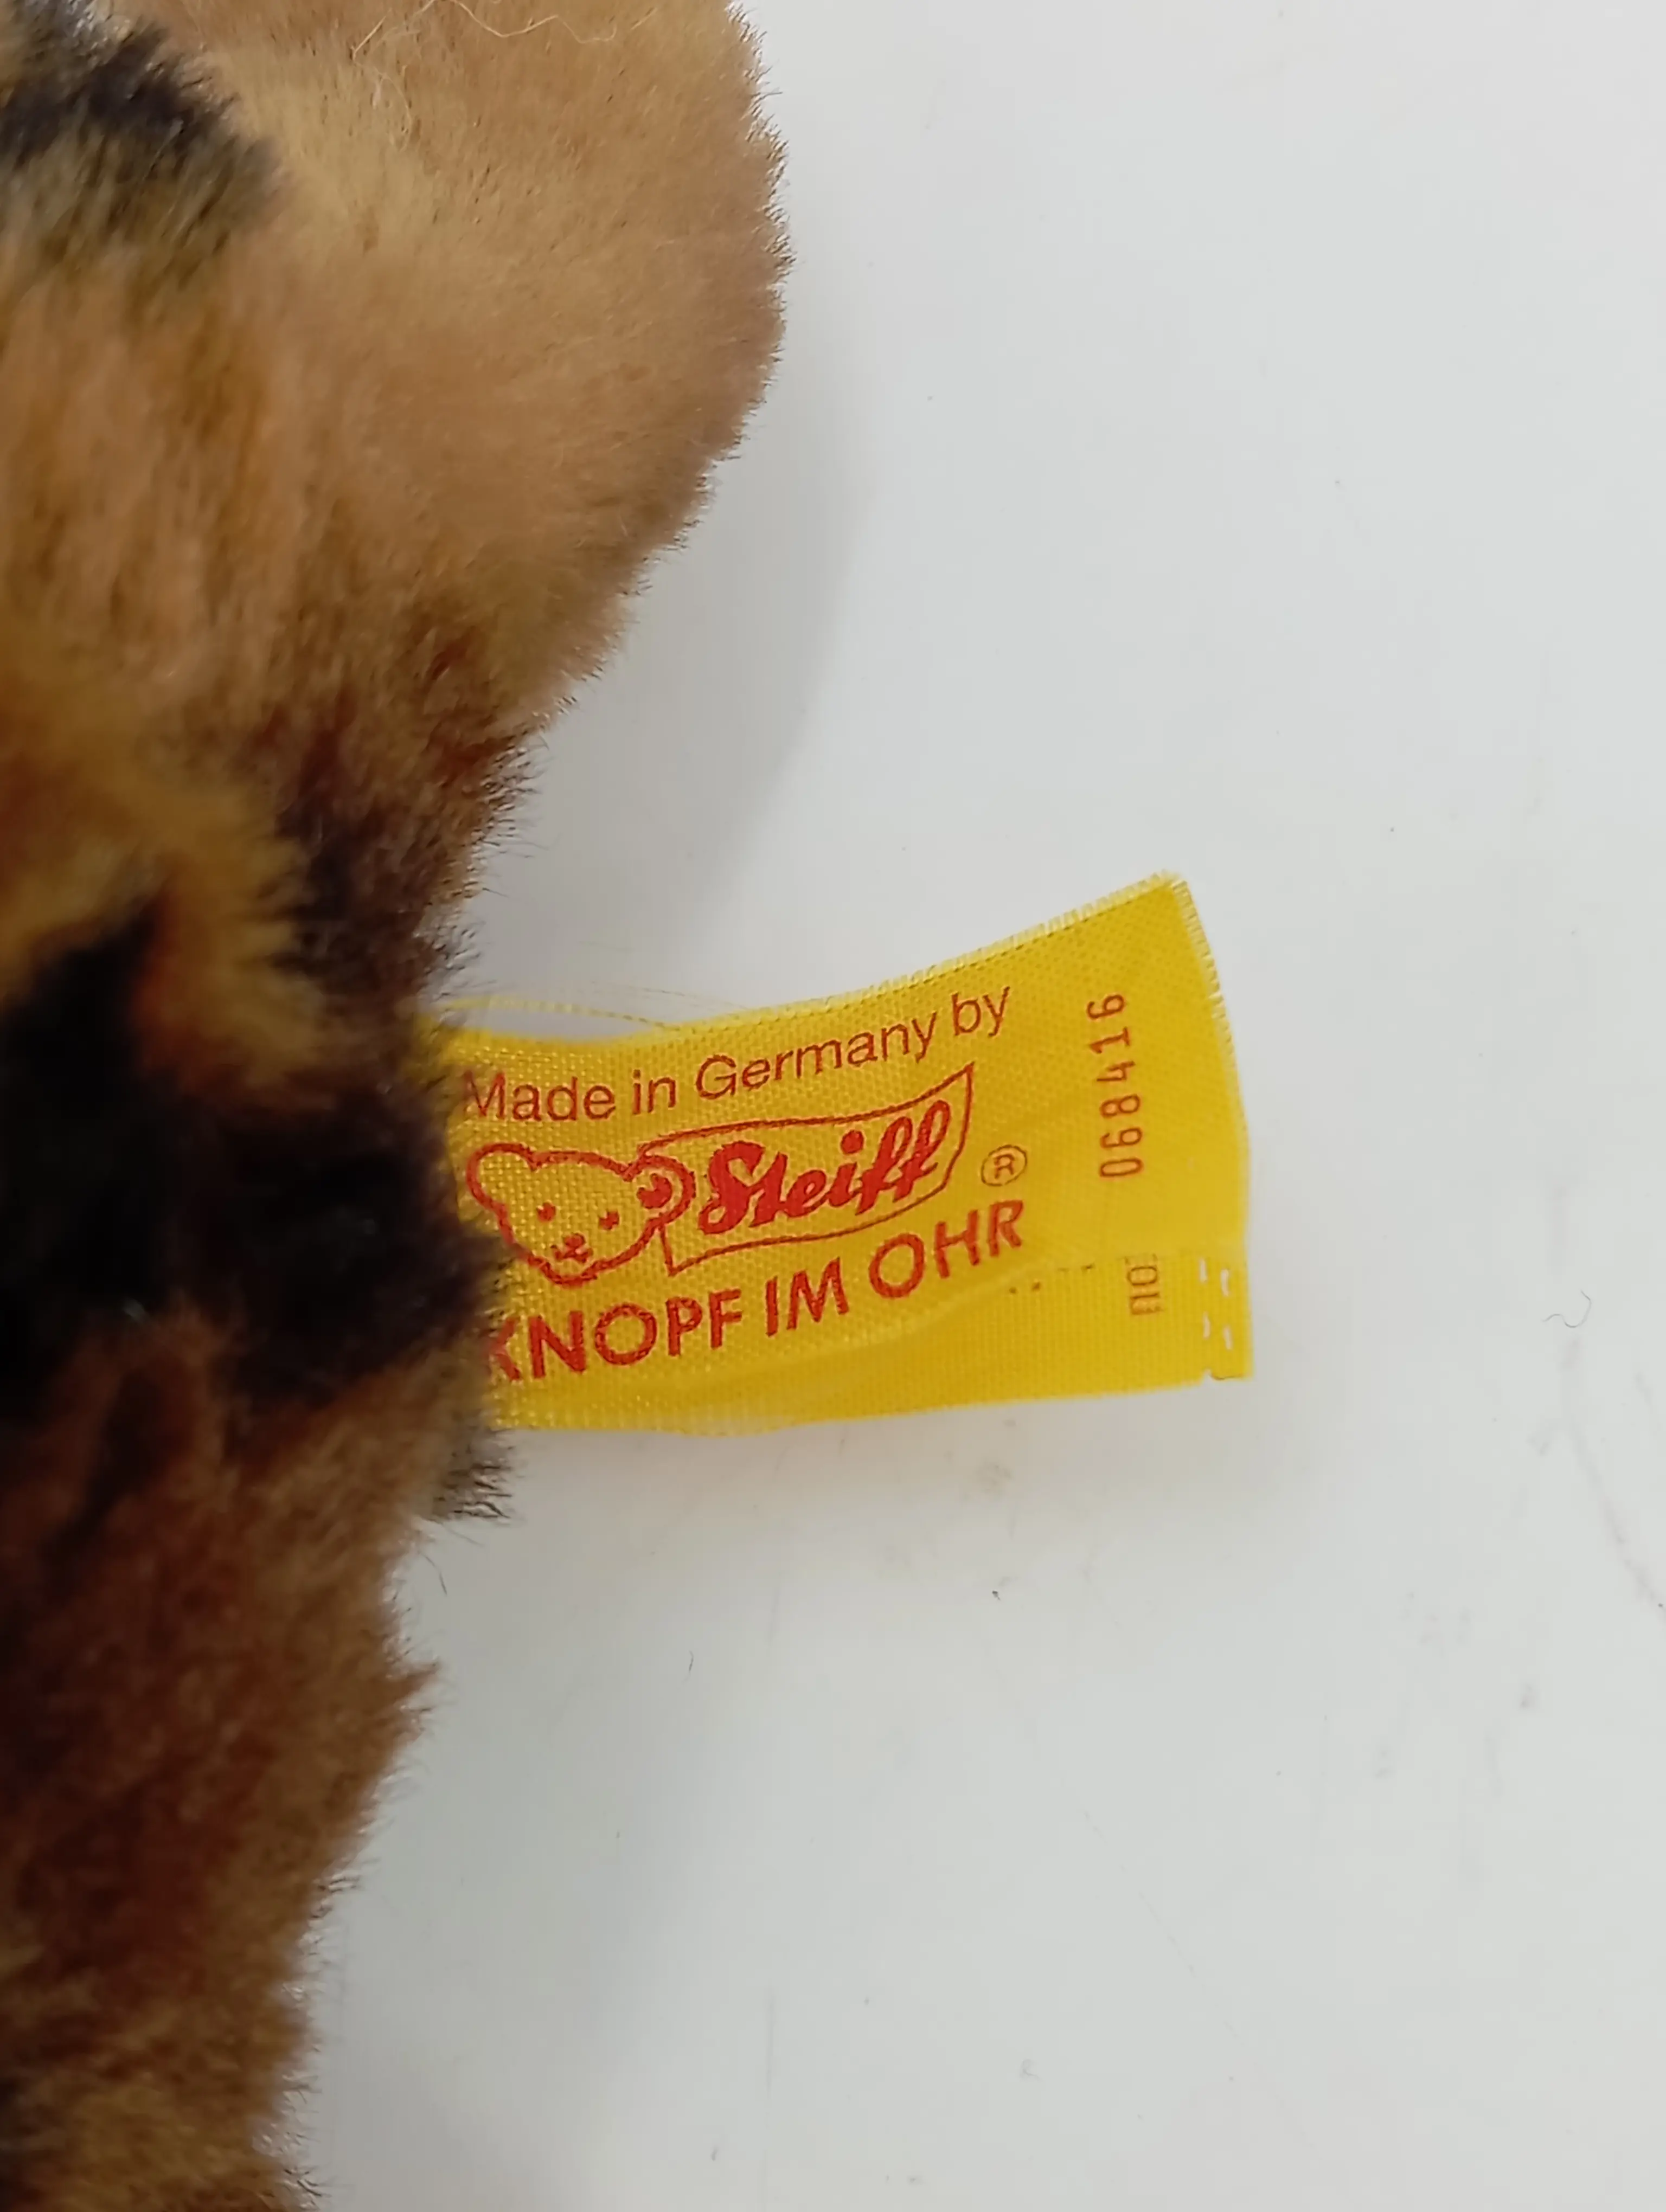 Made in Germany by
Steiff ®
KNOPF IM OHR
068416